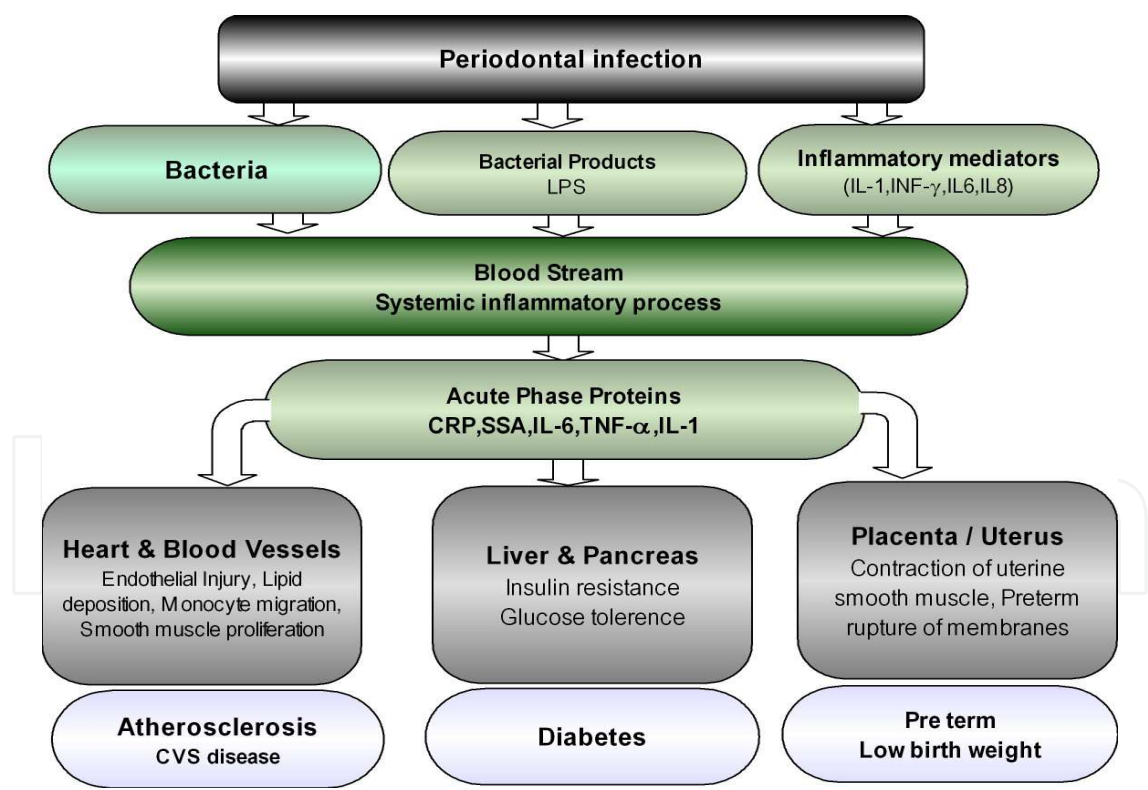 Periodontal infection
Bacteria
Bacterial Products
LPS
Inflammatory mediators
(IL-1,INF-γ,IL6,IL8)
Blood Stream
Systemic inflammatory process
Acute Phase Proteins
CRP,SSA,IL-6,TNF-α,IL-1
Heart & Blood Vessels
Endothelial Injury, Lipid
deposition, Monocyte migration,
Smooth muscle proliferation
Liver & Pancreas
Insulin resistance
Glucose tolerence
Placenta / Uterus
Contraction of uterine
smooth muscle, Preterm
rupture of membranes
Atherosclerosis
CVS disease
Diabetes
Pre term
Low birth weight